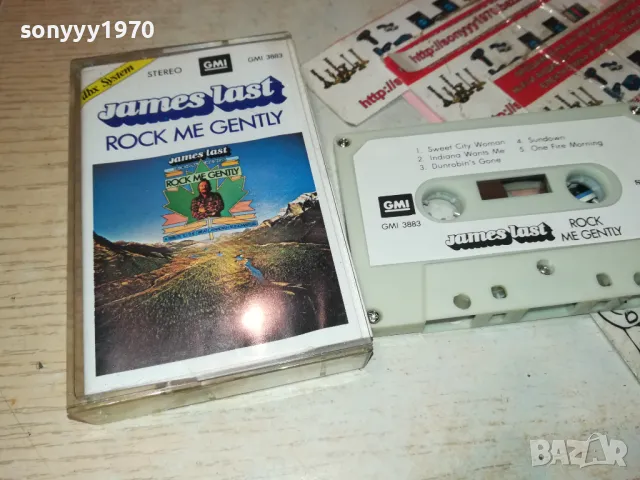 sonyyy1970
dbx System
STEREO
GMI
GMI 3883
James Last
ROCK ME GENTLY
James Last
ROCK ME GENTLY
http://sonyyy1970
http:
1. Sweet City Woman
2. Indiana Wants Me
3. Dunrobin's Gone
4. Sundown
5. One Fine Morning
GMI
GMI 3883
James Last
ROCK ME GENTLY
BAZAR